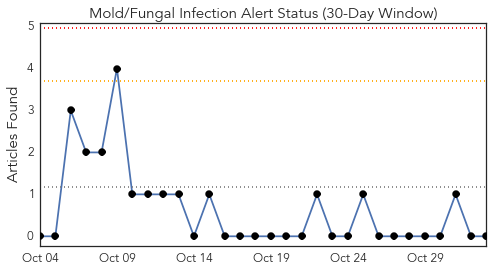 Mold/Fungal Infection Alert Status (30-Day Window)
Articles Found
5
4
3
2
1
0
Oct 04 Oct 09 Oct 14 Oct 19 Oct 24 Oct 29